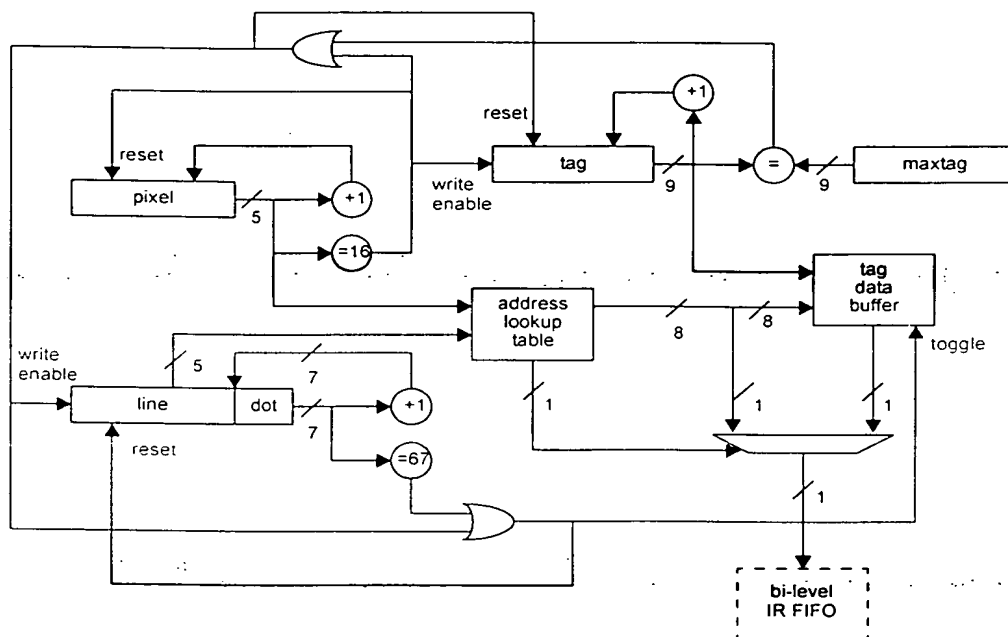 +1
reset
tag
=
maxtag
9
9
reset
write
enable
pixel
+1
5
=16
tag
data
buffer
address
lookup
table
8
8
toggle
write
enable
5
7
line
dot
+1
7
1
1
1
reset
=67
1
bi-level
IR FIFO